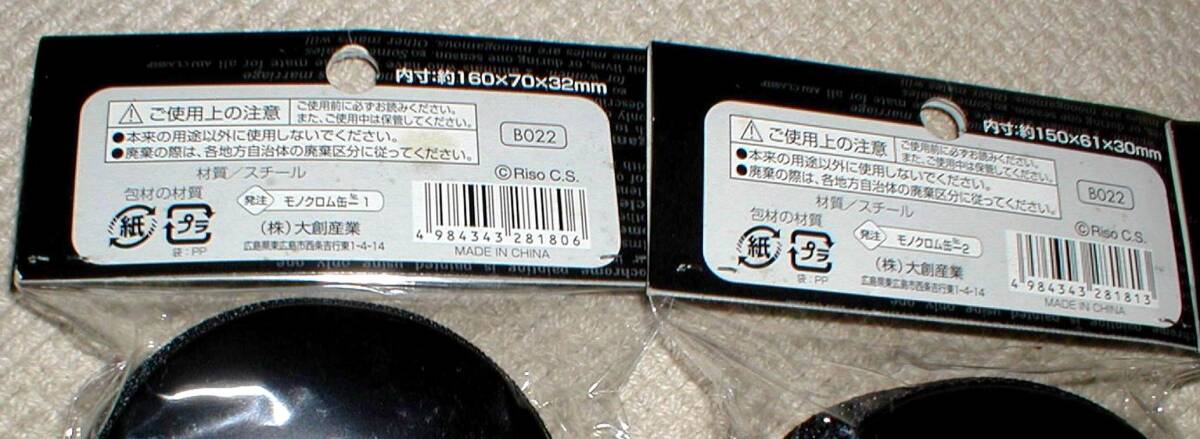 内寸:約160×70×32mm
⚠ご使用上の注意
ご使用前に必ずお読みください。
また、ご使用中は保管してください。
●本来の用途以外に使用しないでください。
●廃棄の際は、各地方自治体の廃棄区分に従ってください。
B022
材質/スチール
©Riso C.S.
包材の材質
発注 モノクロム缶 № 1
紙
プラ
袋:PP
(株)大創産業
広島県東広島市西条吉行東1-4-14
4 984343 281806
MADE IN CHINA
内寸:約150×61×30mm
⚠ご使用上の注意
ご使用前に必ずお読みください。
また、ご使用中は保管してください。
●本来の用途以外に使用しないでください。
●廃棄の際は、各地方自治体の廃棄区分に従ってください。
B022
材質/スチール
©Riso C.S.
包材の材質
発注 モノクロム缶 № 2
紙
プラ
袋:PP
(株)大創産業
広島県東広島市西条吉行東1-4-14
4 984343 281813
MADE IN CHINA